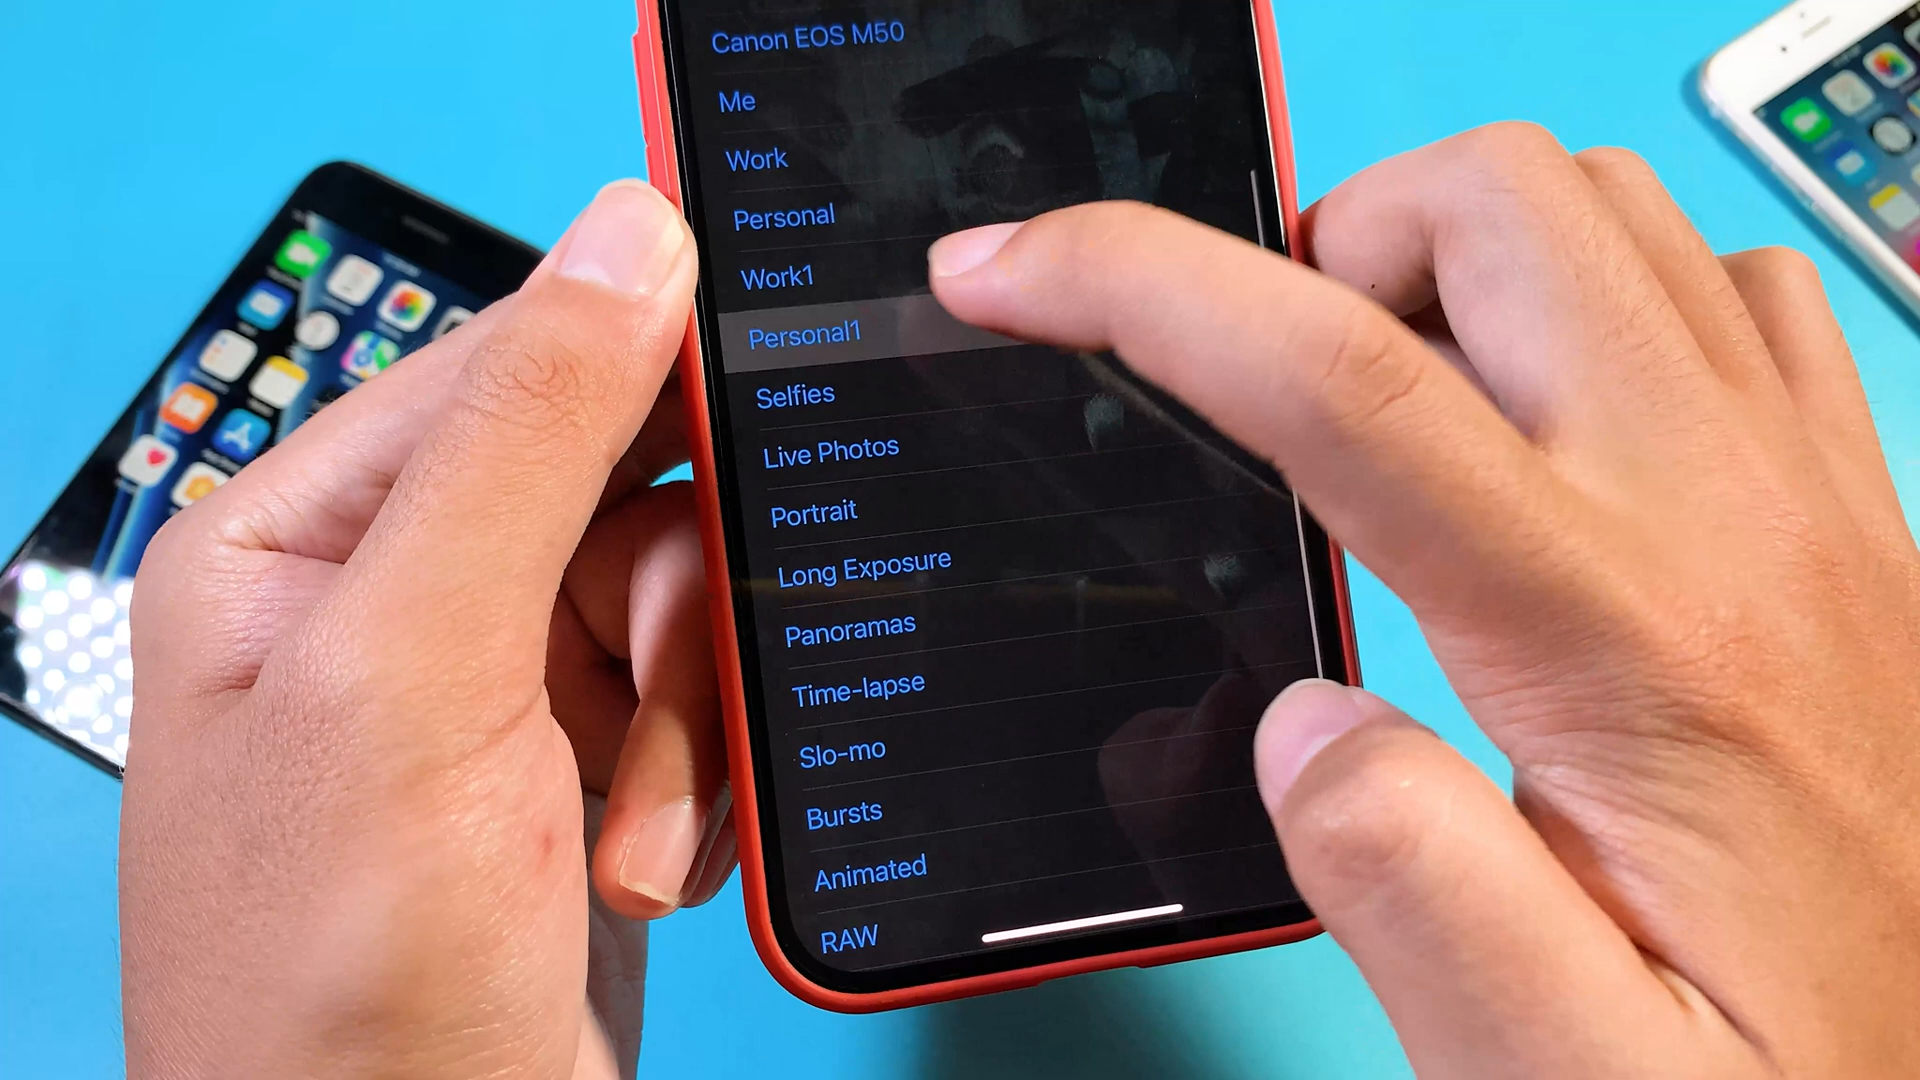 Canon EOS M50
Me
Work
Personal
Work1
Personal1
Selfies
Live Photos
Portrait
Long Exposure
Panoramas
Time-lapse
Slo-mo
Bursts
Animated
RAW